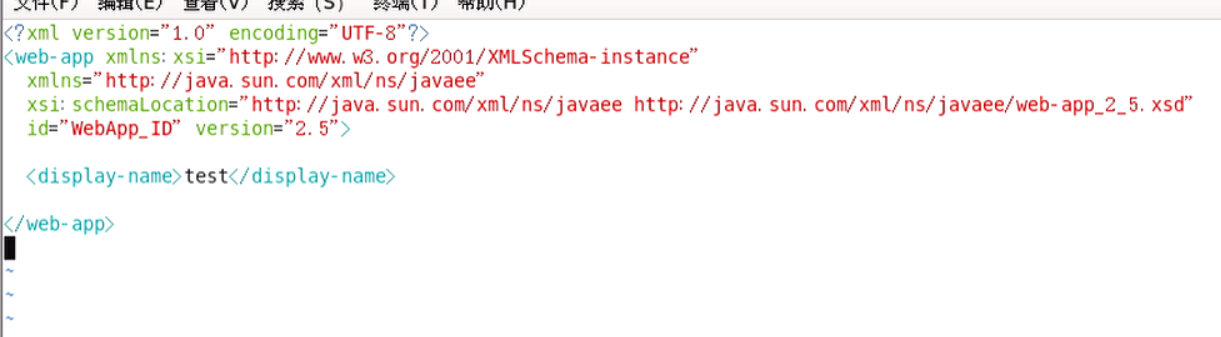 文件(F) 编辑(E) 查看(V) 搜索 (S) 终端(T) 帮助(H)
<?xml version="1.0" encoding="UTF-8"?>
<web-app xmlns:xsi="http://www.w3.org/2001/XMLSchema-instance"
xmlns="http://java.sun.com/xml/ns/javaee"
xsi:schemaLocation="http://java.sun.com/xml/ns/javaee http://java.sun.com/xml/ns/javaee/web-app_2_5.xsd"
id="WebApp_ID" version="2.5">
<display-name>test</display-name>
</web-app>
~
~
~